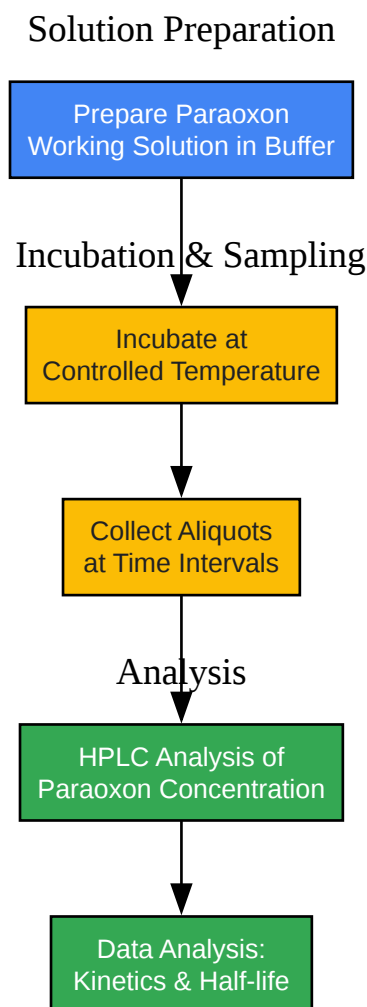 Solution Preparation
Prepare Paraoxon
Working Solution in Buffer
Incubation & Sampling
Incubate at
Controlled Temperature
Collect Aliquots
at Time Intervals
Analysis
HPLC Analysis of
Paraoxon Concentration
Data Analysis:
Kinetics & Half-life